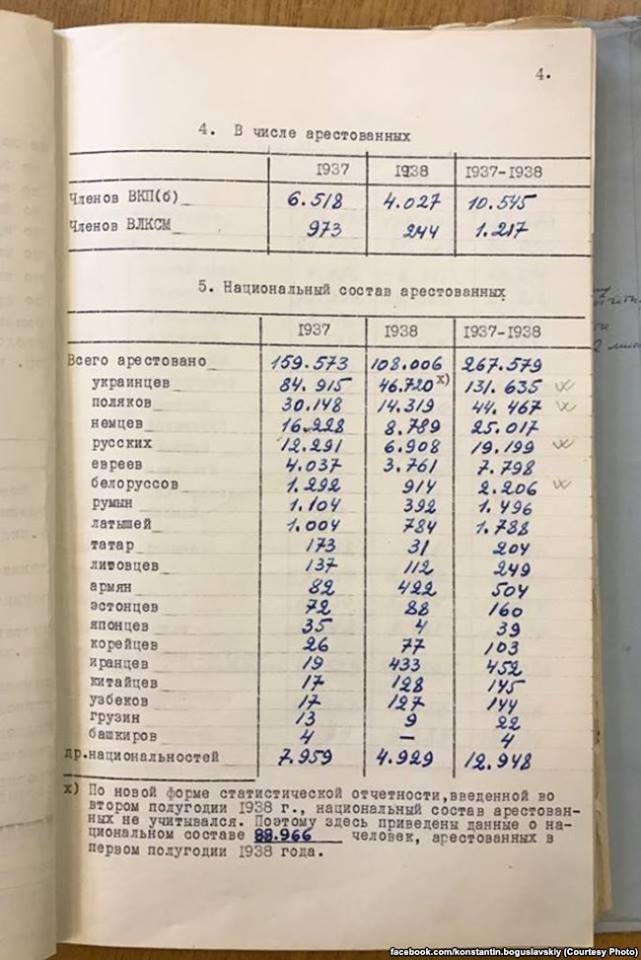 4.
4. В числе арестованных
1937 1938 1937-1938
Членов ВКП(б) 6.518 4.027 10.545
Членов ВЛКСМ 973 244 1.217
5. Национальный состав арестованных
1937 1938 1937-1938
Всего арестовано 159.573 108.006 267.579
украинцев 84.915 46.720 х) 131.635
поляков 30.148 14.319 44.467
немцев 16.228 8.789 25.017
русских 12.291 6.908 19.199
евреев 4.037 3.761 7.798
белоруссов 1.292 914 2.206
румын 1.104 392 1.496
латышей 1.004 784 1.788
татар 173 31 204
литовцев 137 112 249
армян 82 422 504
эстонцев 72 88 160
японцев 35 4 39
корейцев 26 77 103
иранцев 19 433 452
китайцев 17 128 145
узбеков 17 127 144
грузин 13 9 22
башкиров 4 — 4
др.национальностей 7.959 4.929 12.948
х) По новой форме статистической отчетности,введенной во
втором полугодии 1938 г., национальный состав арестован-
ных не учитывался. Поэтому здесь приведены данные о на-
циональном составе 88.966 человек, арестованных в
первом полугодии 1938 года.
facebook.com/konstantin.boguslavskiy (Courtesy Photo)